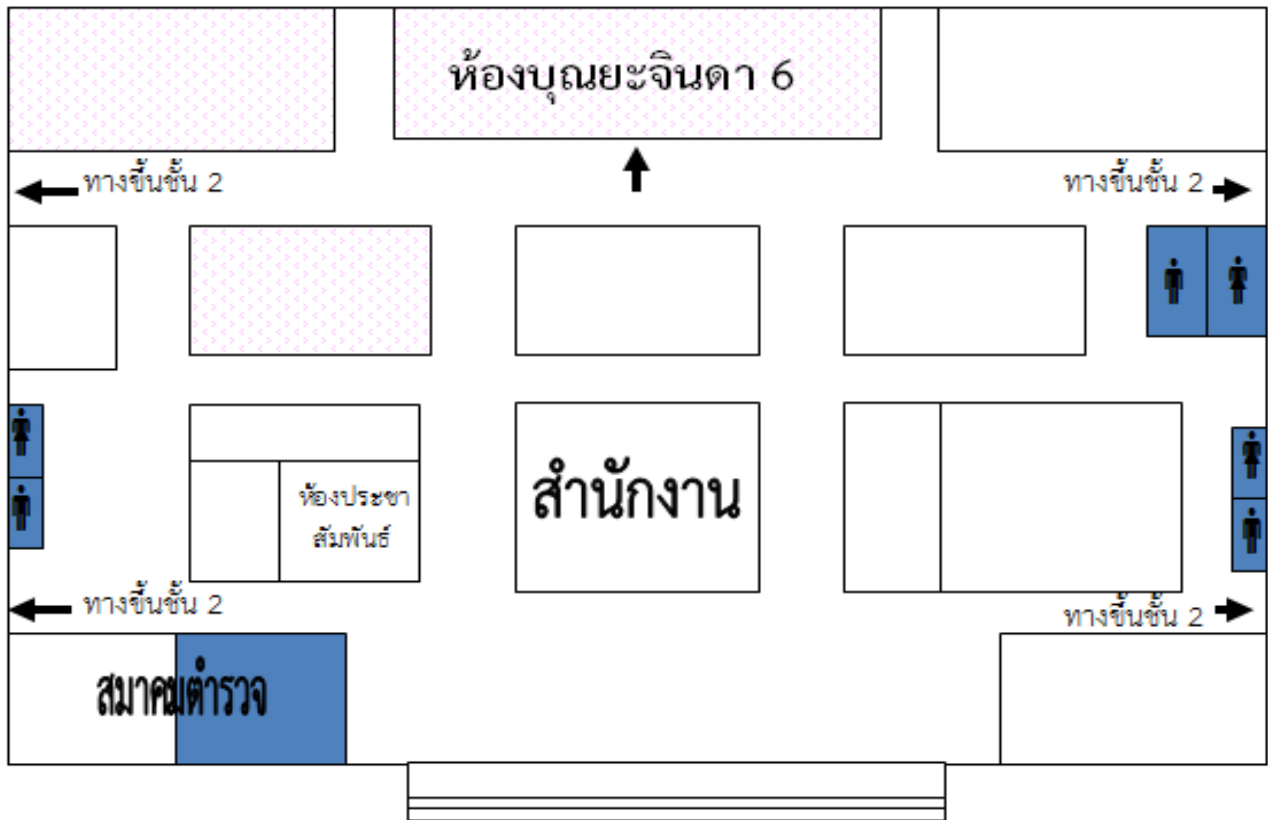 ห้องบุณยะจินดา 6
ทางขึ้นชั้น 2
ทางขึ้นชั้น 2
ห้องประชา
สัมพันธ์
สำนักงาน
ทางขึ้นชั้น 2
ทางขึ้นชั้น 2
สมาคมตำรวจ